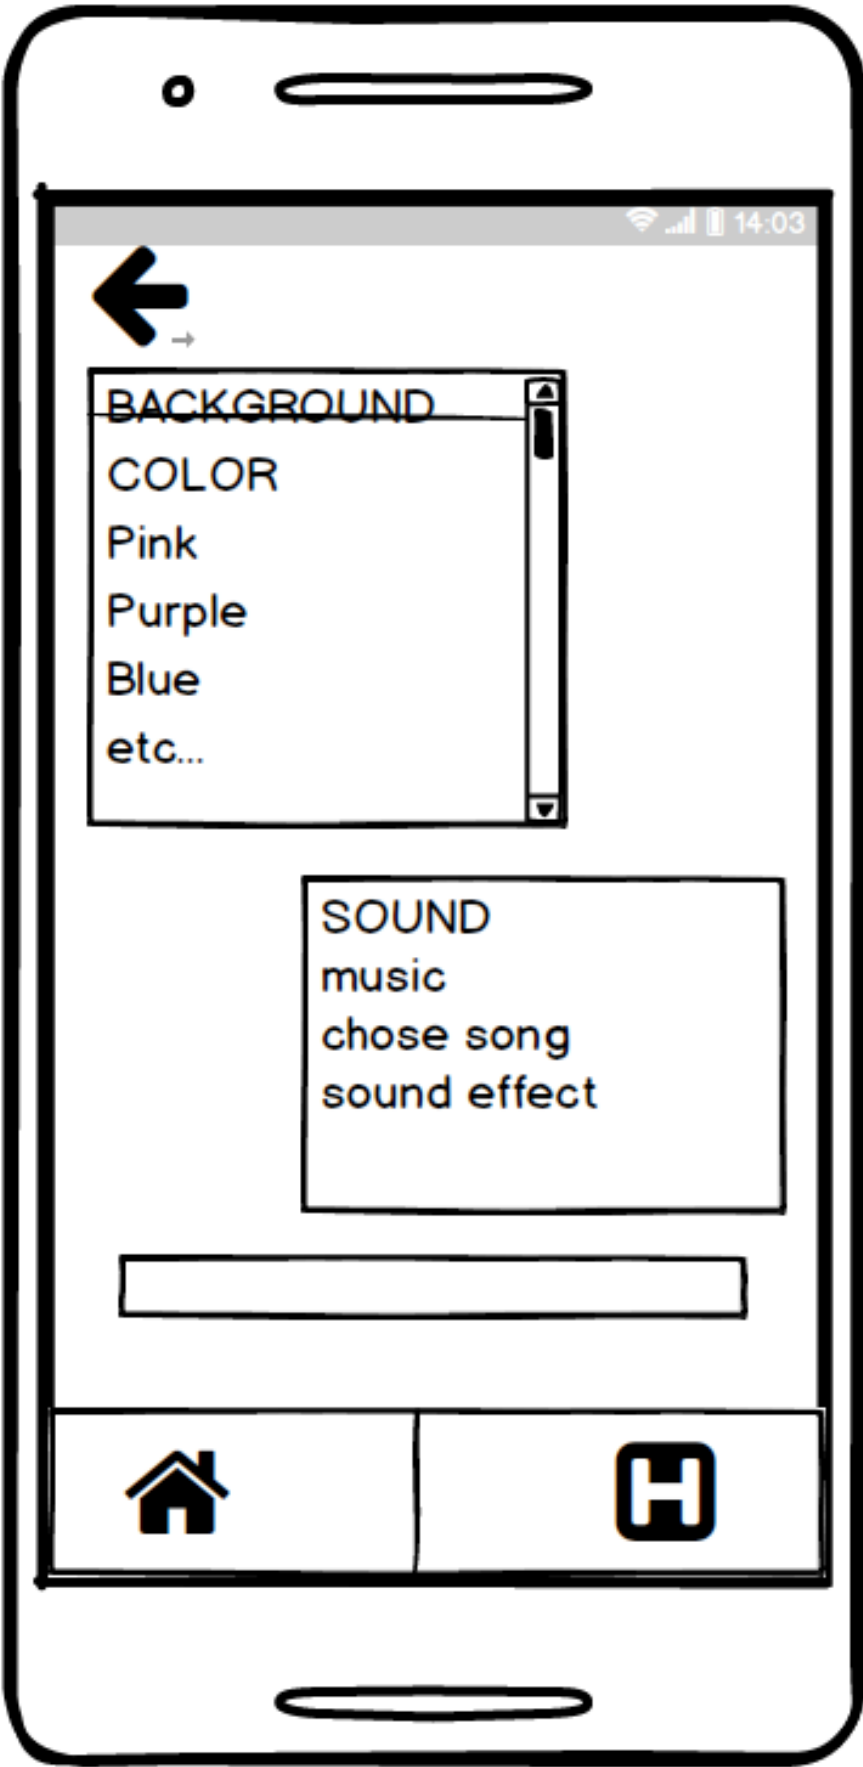 14:03
BACKGROUND
COLOR
Pink
Purple
Blue
etc...
SOUND
music
chose song
sound effect
H